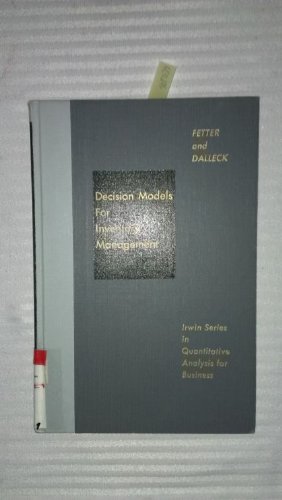 FETTER
and
DALLECK
Decision Models
For
Inventory
Management
Irwin Series
in
Quantitative
Analysis for
Business